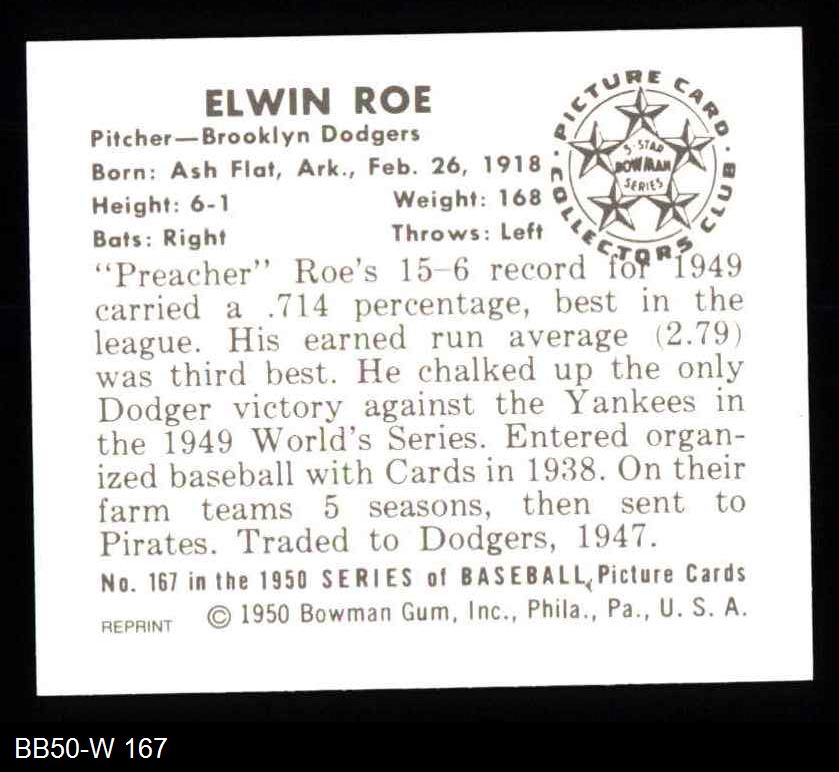 ELWIN ROE
Pitcher—Brooklyn Dodgers
Born: Ash Flat, Ark., Feb. 26, 1918
Height: 6-1 Weight: 168
Bats: Right Throws: Left
PICTURE CARD COLLECTORS CLUB
5-STAR
BOWMAN
SERIES
"Preacher" Roe's 15-6 record for 1949
carried a .714 percentage, best in the
league. His earned run average (2.79)
was third best. He chalked up the only
Dodger victory against the Yankees in
the 1949 World's Series. Entered organ-
ized baseball with Cards in 1938. On their
farm teams 5 seasons, then sent to
Pirates. Traded to Dodgers, 1947.
No. 167 in the 1950 SERIES of BASEBALL Picture Cards
REPRINT © 1950 Bowman Gum, Inc., Phila., Pa., U. S. A.
BB50-W 167